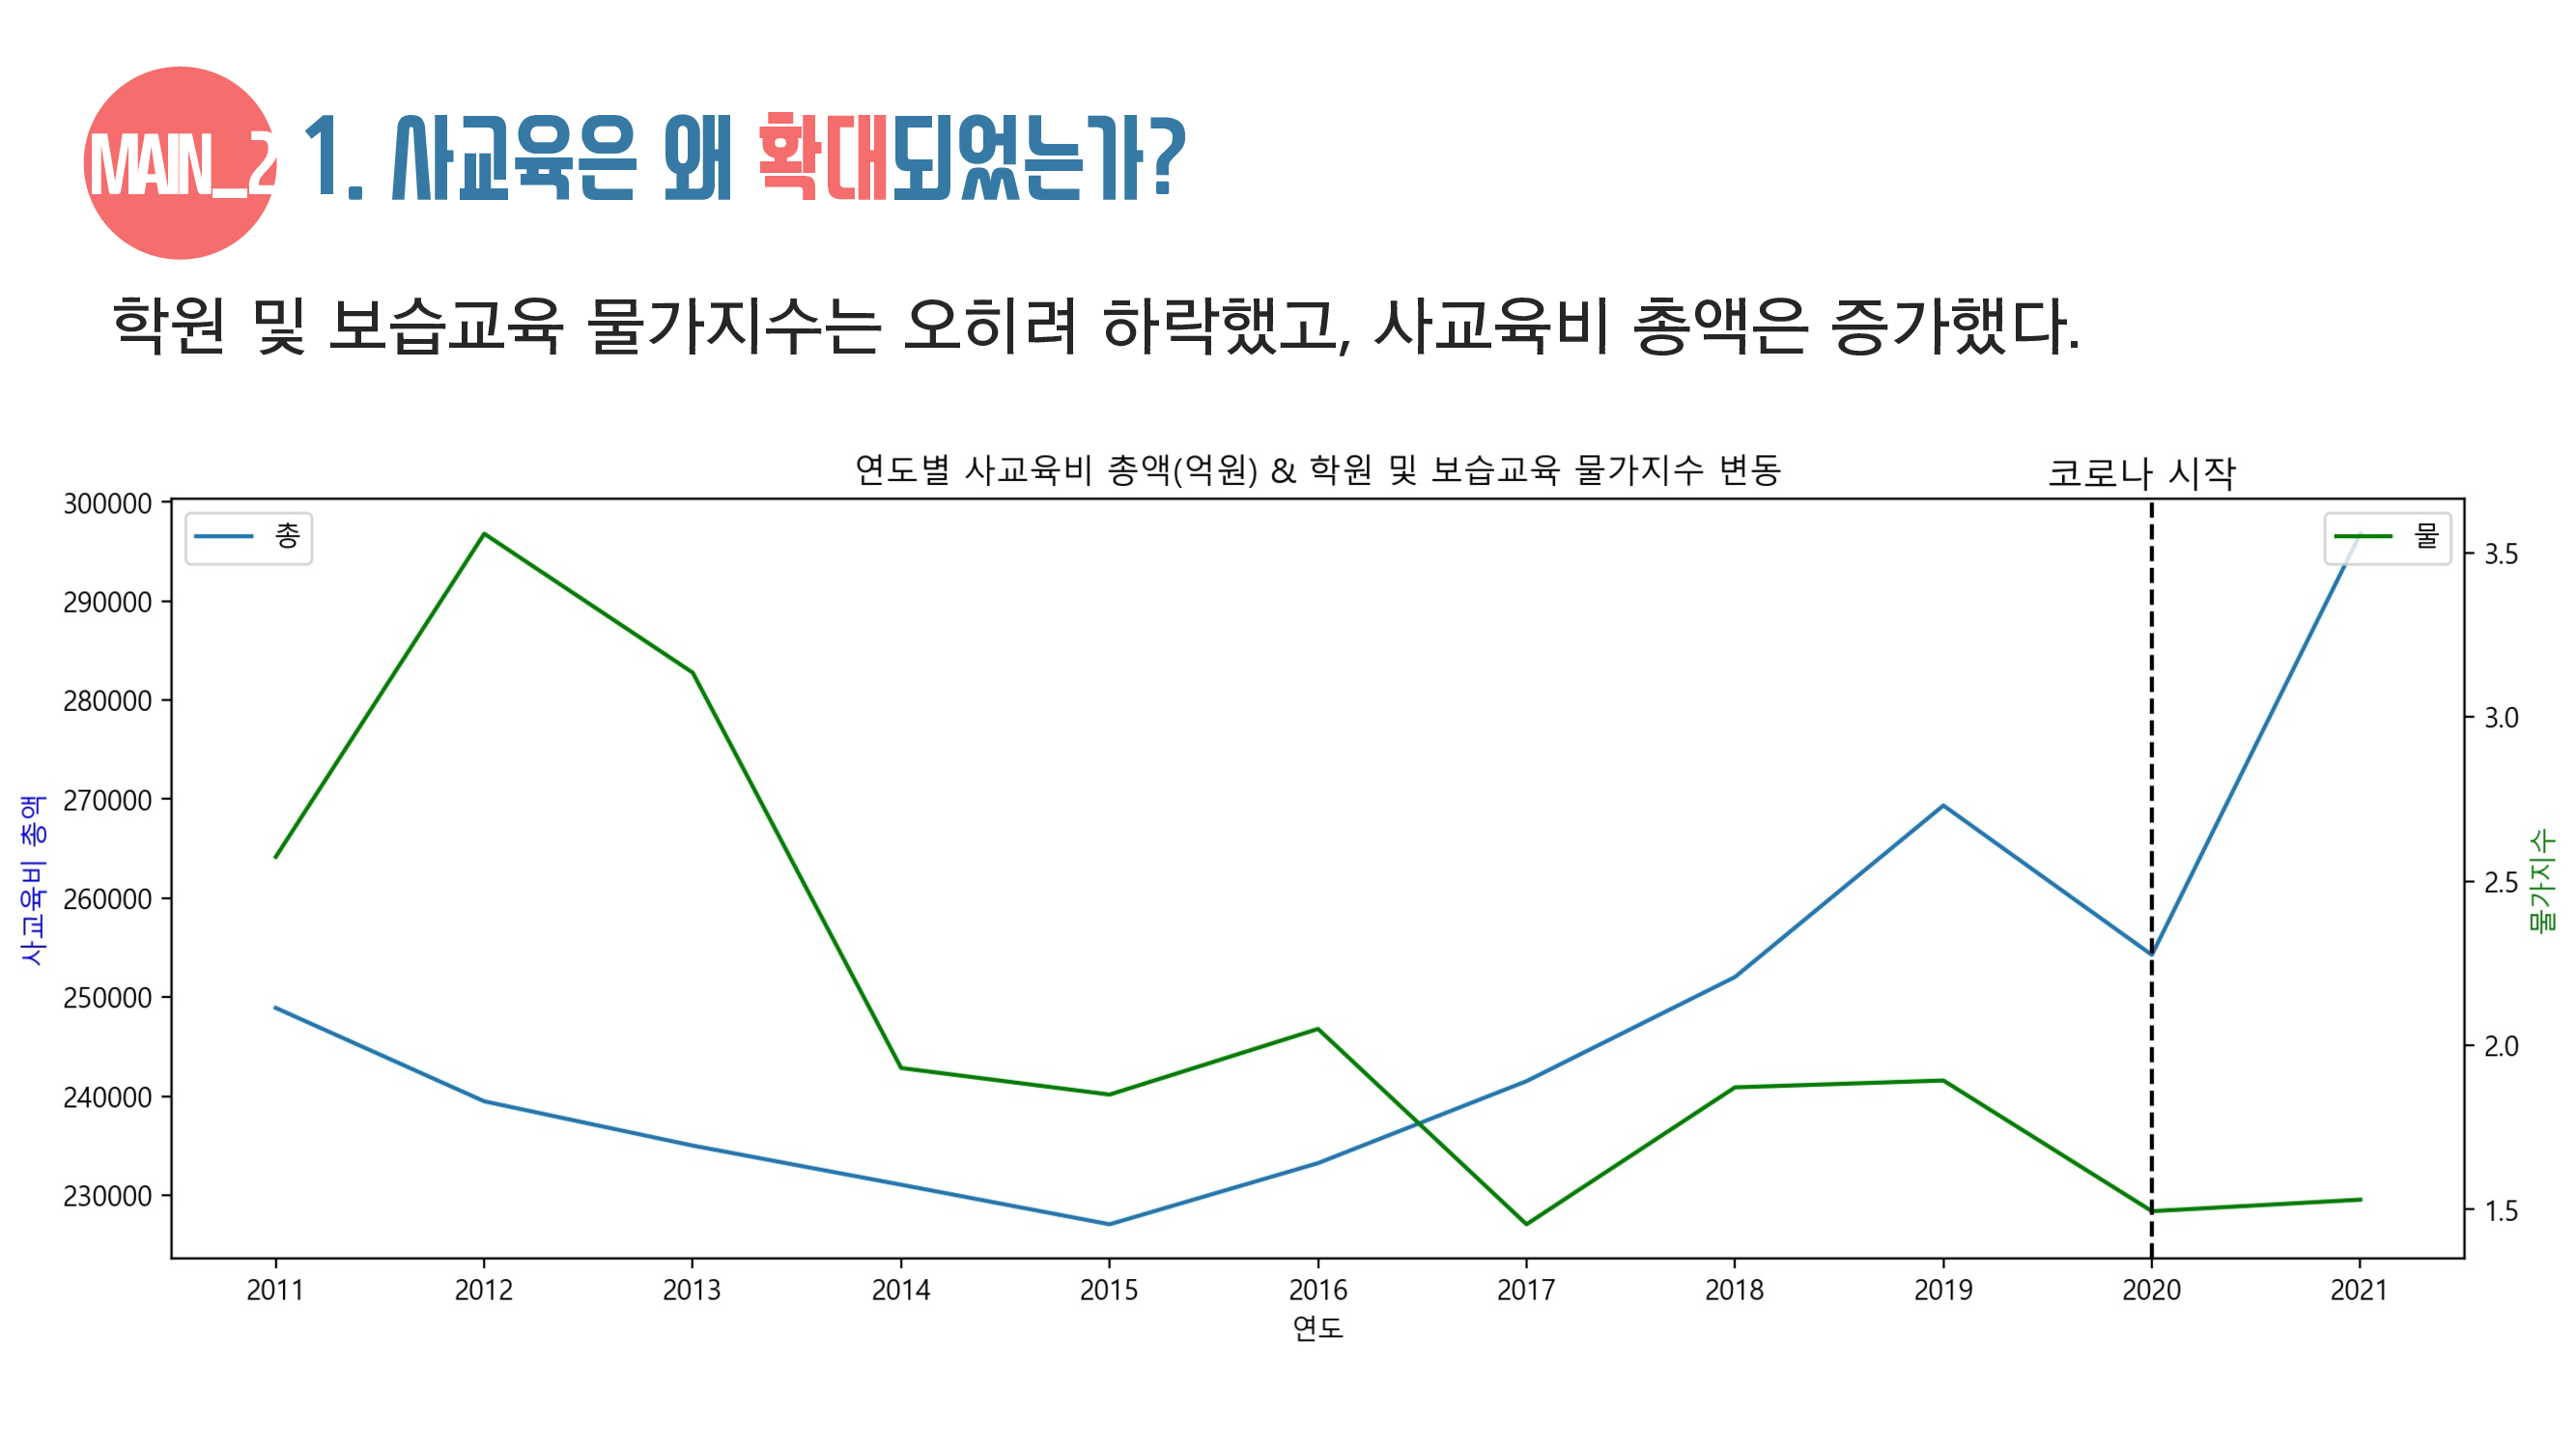 MAIN_2
1. 사교육은 왜 확대되었는가?
학원 및 보습교육 물가지수는 오히려 하락했고, 사교육비 총액은 증가했다.
연도별 사교육비 총액(억원) & 학원 및 보습교육 물가지수 변동
코로나 시작
총
물
300000
290000
280000
270000
260000
250000
240000
230000
사교육비 총액
3.5
3.0
2.5
2.0
1.5
물가지수
2011 2012 2013 2014 2015 2016 2017 2018 2019 2020 2021
연도